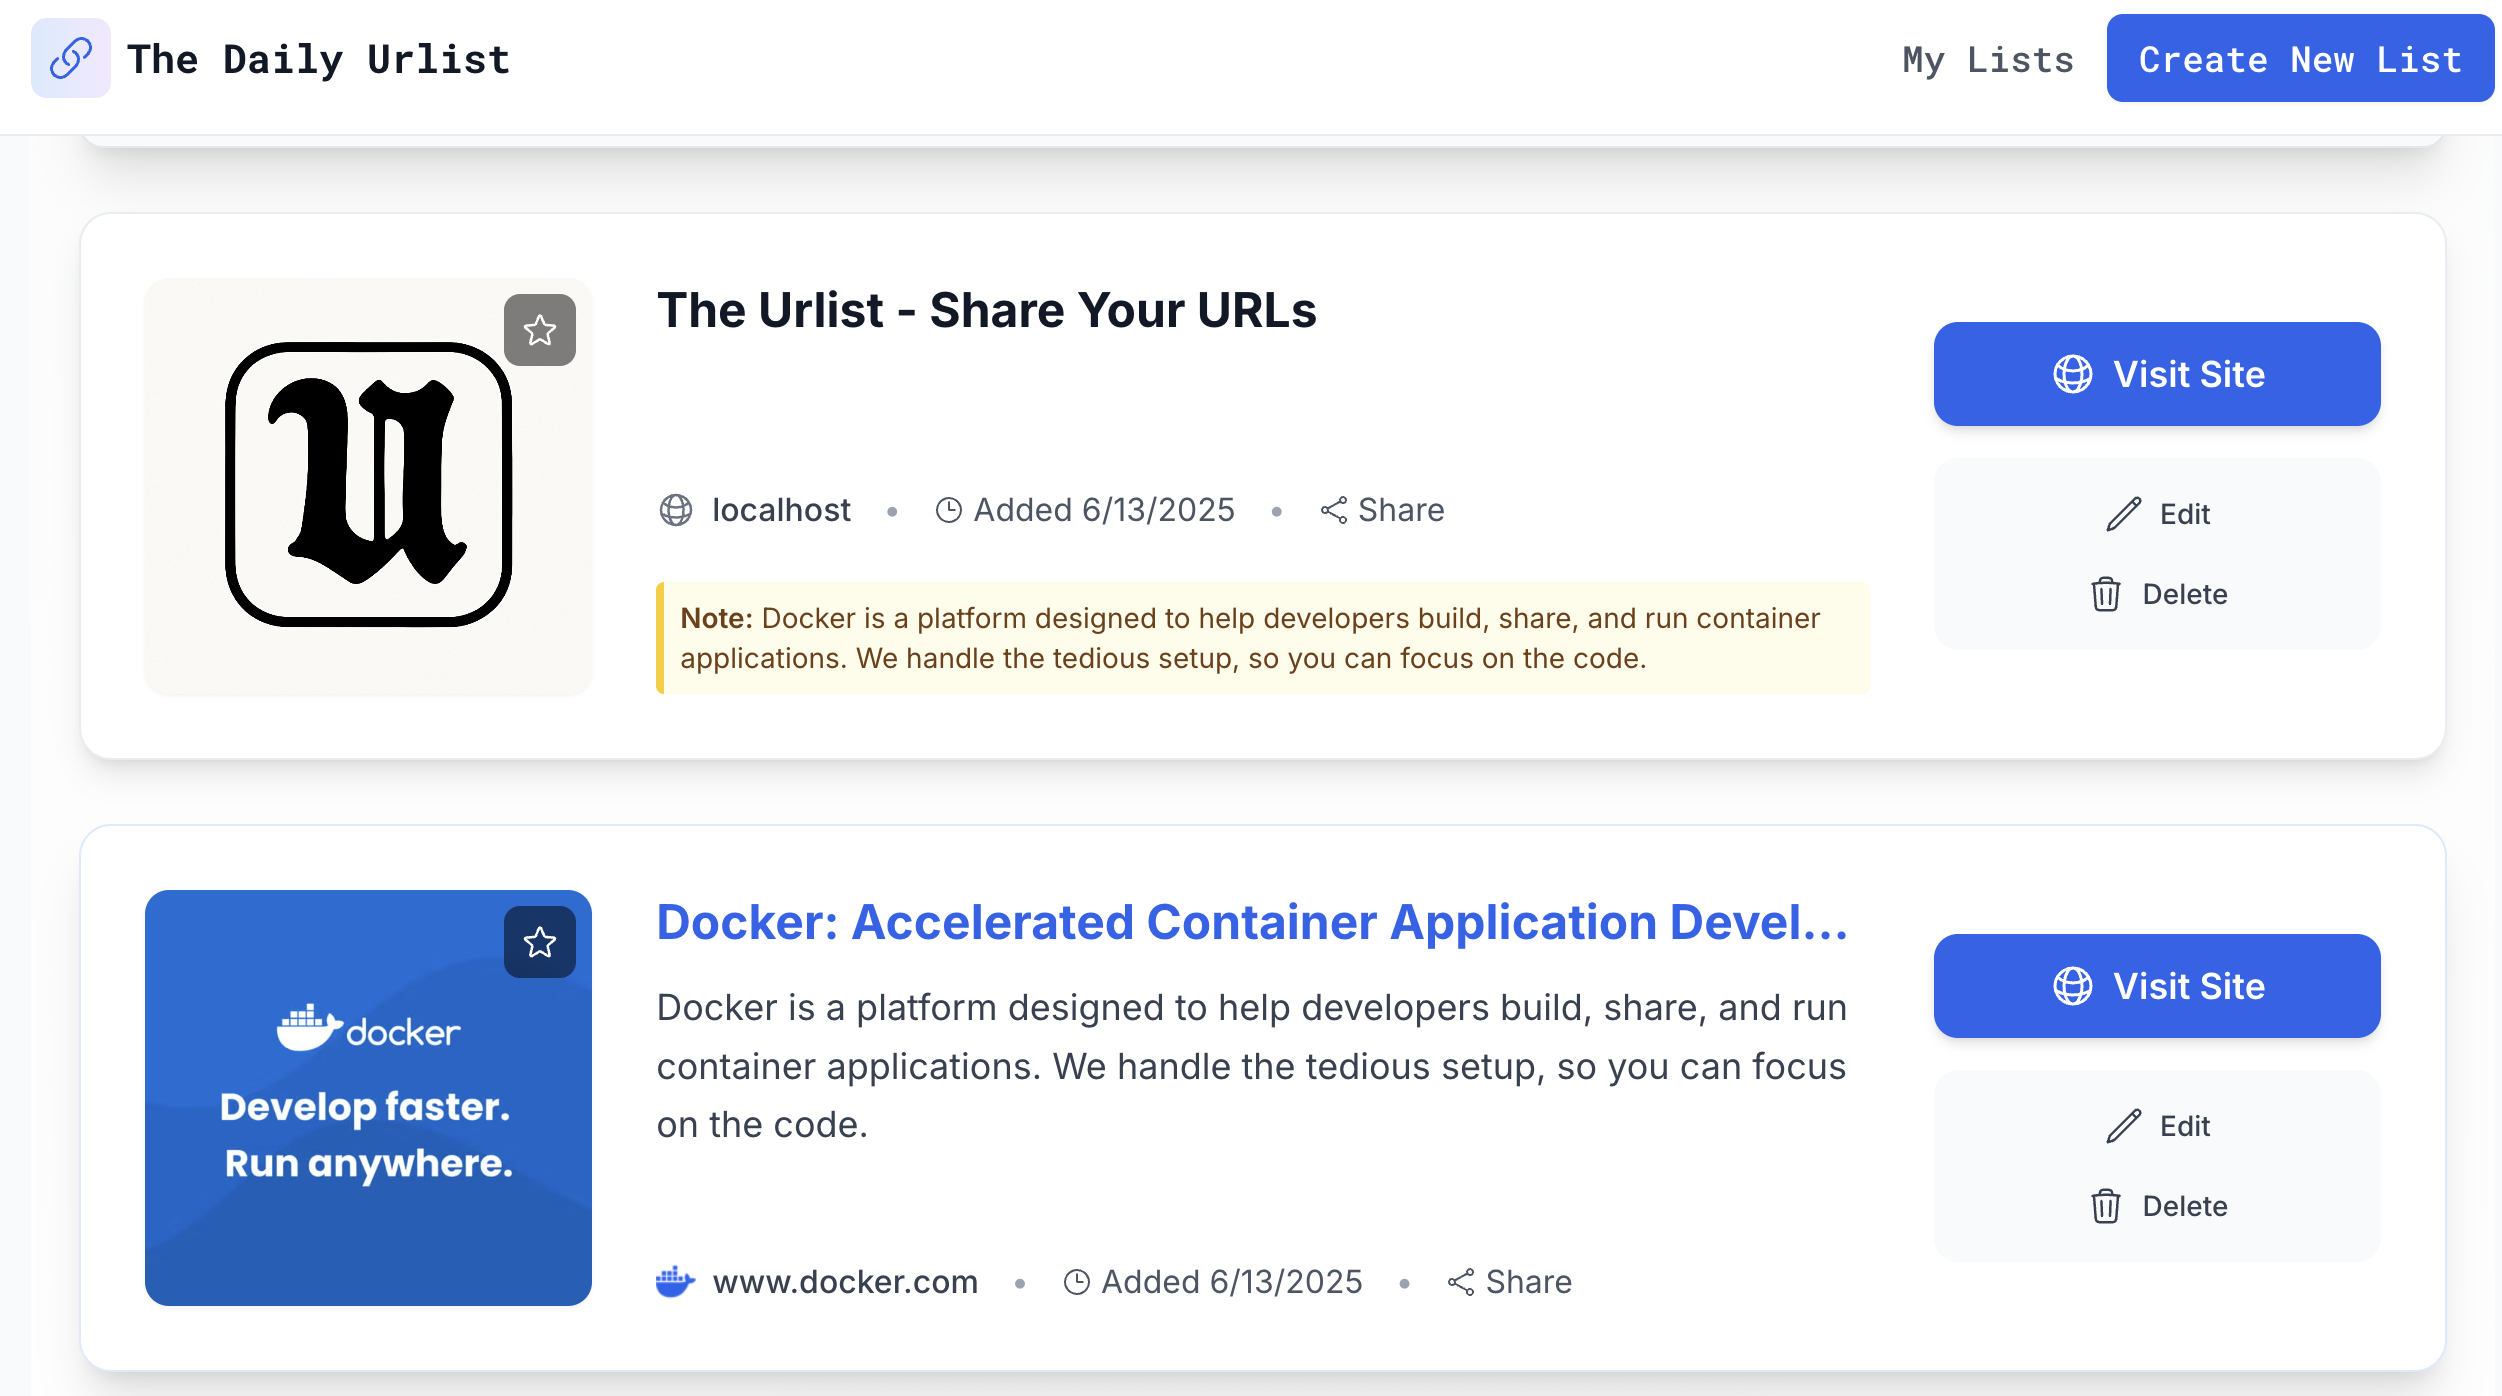 The Daily Urlist
My Lists
Create New List
The Urlist - Share Your URLs
localhost • Added 6/13/2025 • Share
Note: Docker is a platform designed to help developers build, share, and run container
applications. We handle the tedious setup, so you can focus on the code.
Visit Site
Edit
Delete
docker
Develop faster.
Run anywhere.
Docker: Accelerated Container Application Devel...
Docker is a platform designed to help developers build, share, and run
container applications. We handle the tedious setup, so you can focus
on the code.
www.docker.com • Added 6/13/2025 • Share
Visit Site
Edit
Delete